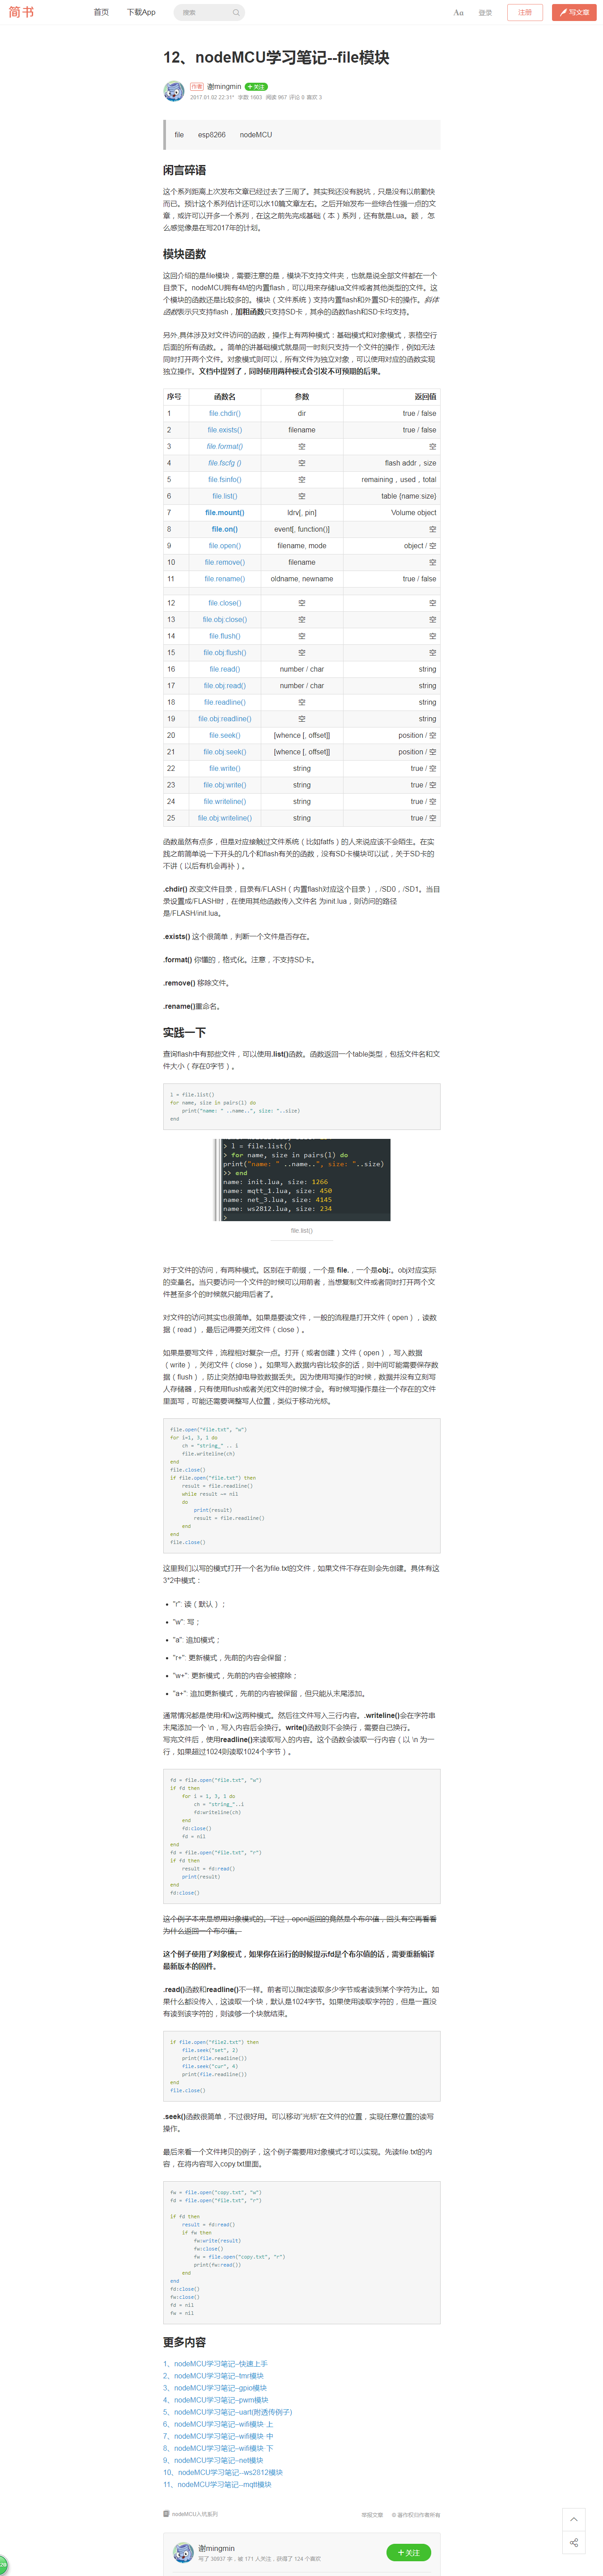 简书
首页 下载App 搜索 Aa 登录 注册 写文章
12、nodeMCU学习笔记--file模块
作者 谢mingmin +关注
2017.01.02 22:31* 字数 1603 阅读 867 评论 8 喜欢 3
file esp8266 nodeMCU
闲言碎语
这个系列距离上次发布文章已经过去了三周了。其实我还没有脱坑，只是没有以前勤快
而已。预计这个系列估计还可以水10篇文章左右。之后开始发布一些综合性强一点的文
章，或许可以开多一个系列，在这之前先完成基础（本）系列，还有就是Lua。额， 怎
么感觉像是在写2017年的计划。
模块函数
这回介绍的是file模块，需要注意的是，模块不支持文件夹，也就是说全部文件都在一个
目录下。nodeMCU拥有4M的内置flash，可以用来存储lua文件或者其他类型的文件。这
个模块的函数还是比较多的。模块（文件系统）支持内置flash和外置SD卡的操作。斜体
函数表示只支持flash，加粗函数只支持SD卡，其余的函数flash和SD卡均支持。
另外,具体涉及对文件访问的函数，操作上有两种模式：基础模式和对象模式，表格空行
后面的所有函数。。简单的讲基础模式就是同一时刻只支持一个文件的操作，例如无法
同时打开两个文件。对象模式则可以，所有文件为独立对象，可以使用对应的函数实现
独立操作。文档中提到了，同时使用两种模式会引发不可预期的后果。
序号 函数名 参数 返回值
1 file.chdir() dir true / false
2 file.exists() filename true / false
3 file.format() 空 空
4 file.fscfg () 空 flash addr，size
5 file.fsinfo() 空 remaining，used，total
6 file.list() 空 table {name:size}
7 file.mount() ldrv[, pin] Volume object
8 file.on() event[, function()] 空
9 file.open() filename, mode object / 空
10 file.remove() filename 空
11 file.rename() oldname, newname true / false
12 file.close() 空 空
13 file.obj:close() 空 空
14 file.flush() 空 空
15 file.obj:flush() 空 空
16 file.read() number / char string
17 file.obj:read() number / char string
18 file.readline() 空 string
19 file.obj:readline() 空 string
20 file.seek() [whence [, offset]] position / 空
21 file.obj:seek() [whence [, offset]] position / 空
22 file.write() string true / 空
23 file.obj:write() string true / 空
24 file.writeline() string true / 空
25 file.obj:writeline() string true / 空
函数虽然有点多，但是对应接触过文件系统（比如fatfs）的人来说应该不会陌生。在实
践之前简单说一下开头的几个和flash有关的函数，没有SD卡模块可以试，关于SD卡的
不讲（以后有机会再补）。
.chdir() 改变文件目录，目录有/FLASH（内置flash对应这个目录），/SD0，/SD1。当目
录设置成/FLASH时，在使用其他函数传入文件名 为init.lua，则访问的路径
是/FLASH/init.lua。
.exists() 这个很简单，判断一个文件是否存在。
.format() 你懂的，格式化。注意，不支持SD卡。
.remove() 移除文件。
.rename()重命名。
实践一下
查询flash中有那些文件，可以使用.list()函数。函数返回一个table类型，包括文件名和文
件大小（存在0字节）。
l = file.list()
for name, size in pairs(l) do
print("name: " ..name..", size: "..size)
end
> l = file.list()
> for name, size in pairs(l) do
print("name: " ..name..", size: "..size)
>> end
name: init.lua, size: 1266
name: mqtt_1.lua, size: 450
name: net_3.lua, size: 4145
name: ws2812.lua, size: 234
>
file.list()
对于文件的访问，有两种模式。区别在于前缀，一个是 file.，一个是obj:。obj对应实际
的变量名。当只要访问一个文件的时候可以用前者，当想复制文件或者同时打开两个文
件甚至多个的时候就只能用后者了。
对文件的访问其实也很简单。如果是要读文件，一般的流程是打开文件（open），读数
据（read），最后记得要关闭文件（close）。
如果是要写文件，流程相对复杂一点。打开（或者创建）文件（open），写入数据
（write），关闭文件（close）。如果写入数据内容比较多的话，则中间可能需要保存数
据（flush），防止突然掉电导致数据丢失。因为使用写操作的时候，数据并没有立刻写
入存储器，只有使用flush或者关闭文件的时候才会。有时候写操作是往一个存在的文件
里面写，可能还需要调整写入位置，类似于移动光标。
file.open("file.txt", "w")
for i=1, 3, 1 do
ch = "string_" .. i
file.writeline(ch)
end
file.close()
if file.open("file.txt") then
result = file.readline()
while result ~= nil
do
print(result)
result = file.readline()
end
end
file.close()
这里我们以写的模式打开一个名为file.txt的文件，如果文件不存在则会先创建。具体有这
3*2中模式：
"r": 读（默认）；
"w": 写；
"a": 追加模式；
"r+": 更新模式，先前的内容会保留；
"w+": 更新模式，先前的内容会被擦除；
"a+": 追加更新模式，先前的内容被保留，但只能从末尾添加。
通常情况都是使用r和w这两种模式。然后往文件写入三行内容。.writeline()会在字符串
末尾添加一个 \n，写入内容后会换行。write()函数则不会换行，需要自己换行。
写完文件后，使用readline()来读取写入的内容。这个函数会读取一行内容（以 \n 为一
行，如果超过1024则读取1024个字节）。
fd = file.open("file.txt", "w")
if fd then
for i = 1, 3, 1 do
ch = "string_"..i
fd:writeline(ch)
end
fd:close()
fd = nil
end
fd = file.open("file.txt", "r")
if fd then
result = fd:read()
print(result)
end
fd:close()
这个例子本来是想用对象模式的。不过，open返回的竟然是个布尔值，回头有空再看看
为什么返回一个布尔值。
这个例子使用了对象模式，如果你在运行的时候提示fd是个布尔值的话，需要重新编译
最新版本的固件。
.read()函数和readline()不一样。前者可以指定读取多少字节或者读到某个字符为止。如
果什么都没传入，这读取一个块，默认是1024字节。如果使用读取字符的，但是一直没
有读到该字符的，则读够一个块就结束。
if file.open("file2.txt") then
file.seek("set", 2)
print(file.readline())
file.seek("cur", 4)
print(file.readline())
end
file.close()
.seek()函数很简单，不过很好用。可以移动“光标”在文件的位置，实现任意位置的读写
操作。
最后来看一个文件拷贝的例子，这个例子需要用对象模式才可以实现。先读file.txt的内
容，在将内容写入copy.txt里面。
fw = file.open("copy.txt", "w")
fd = file.open("file.txt", "r")
if fd then
result = fd:read()
if fw then
fw:write(result)
fw:close()
fw = file.open("copy.txt", "r")
print(fw:read())
end
end
fd:close()
fw:close()
fd = nil
fw = nil
更多内容
1、nodeMCU学习笔记--快速上手
2、nodeMCU学习笔记--tmr模块
3、nodeMCU学习笔记--gpio模块
4、nodeMCU学习笔记--pwm模块
5、nodeMCU学习笔记--uart(附透传例子)
6、nodeMCU学习笔记--wifi模块·上
7、nodeMCU学习笔记--wifi模块·中
8、nodeMCU学习笔记--wifi模块·下
9、nodeMCU学习笔记--net模块
10、nodeMCU学习笔记--ws2812模块
11、nodeMCU学习笔记--mqtt模块
nodeMCU入坑系列 举报文章 © 著作权归作者所有
谢mingmin
写了 30937 字，被 171 人关注，获得了 124 个喜欢
+关注